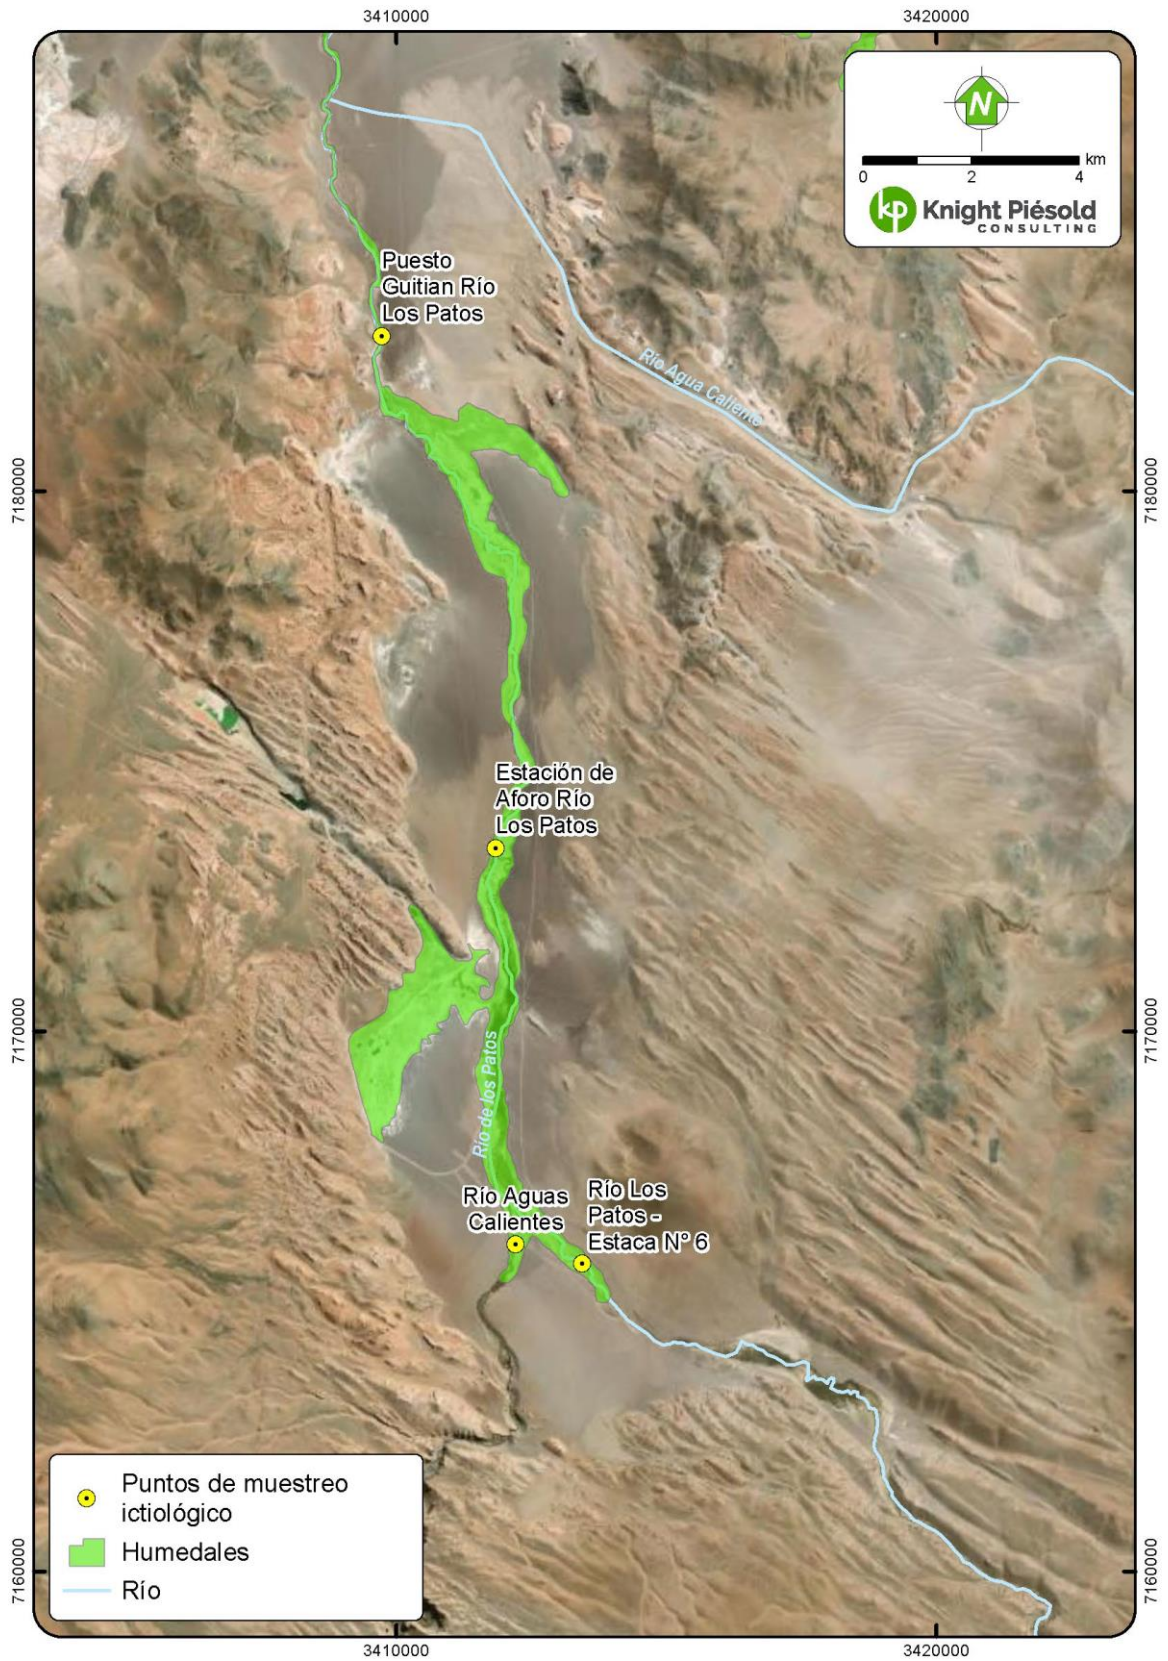 3410000
3420000
N
km
0
2
4
kp Knight Piésold
CONSULTING
Puesto
Guitian Río
Los Patos
Río Agua Caliente
7180000
7180000
Estación de
Aforo Río
Los Patos
7170000
7170000
Río de los Patos
Río Aguas
Calientes
Río Los
Patos -
Estaca N° 6
Puntos de muestreo
ictiológico
Humedales
Río
7160000
7160000
3410000
3420000